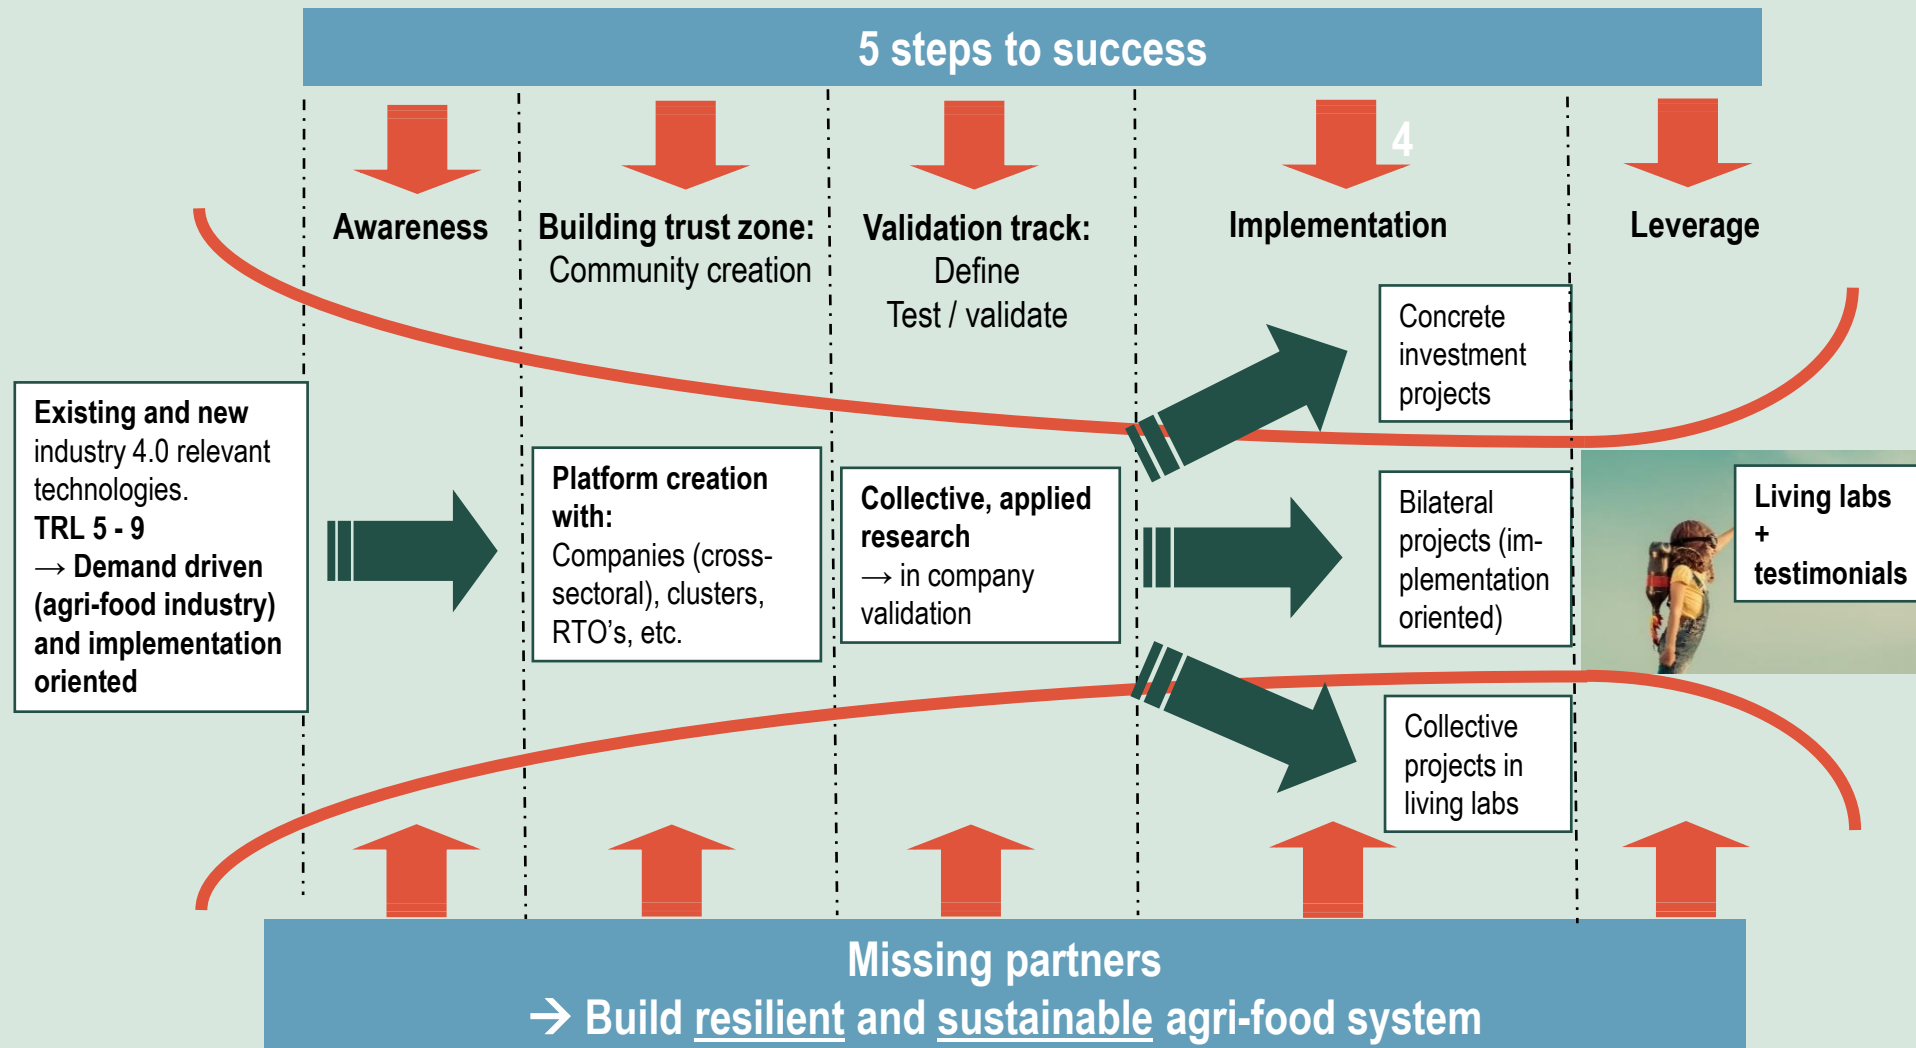 5 steps to success
4
Awareness
Building trust zone:
Community creation
Validation track:
Define
Test / validate
Implementation
Leverage
Existing and new
industry 4.0 relevant
technologies.
TRL 5 - 9
→ Demand driven
(agri-food industry)
and implementation
oriented
Platform creation
with:
Companies (cross-
sectoral), clusters,
RTO’s, etc.
Collective, applied
research
→ in company
validation
Concrete
investment
projects
Bilateral
projects (im-
plementation
oriented)
Collective
projects in
living labs
Living labs
+
testimonials
Missing partners
→ Build resilient and sustainable agri-food system